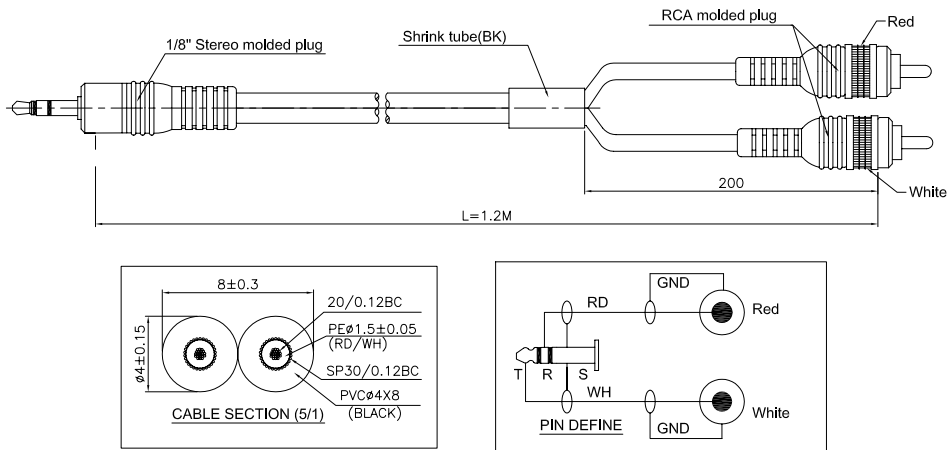 RCA molded plug
Red
1/8" Stereo molded plug
Shrink tube(BK)
200
White
L=1.2M
8±0.3
ø4±0.15
20/0.12BC
PEø1.5±0.05
(RD/WH)
SP30/0.12BC
PVCø4X8
(BLACK)
CABLE SECTION (5/1)
GND
RD
Red
T
R
S
WH
White
GND
PIN DEFINE